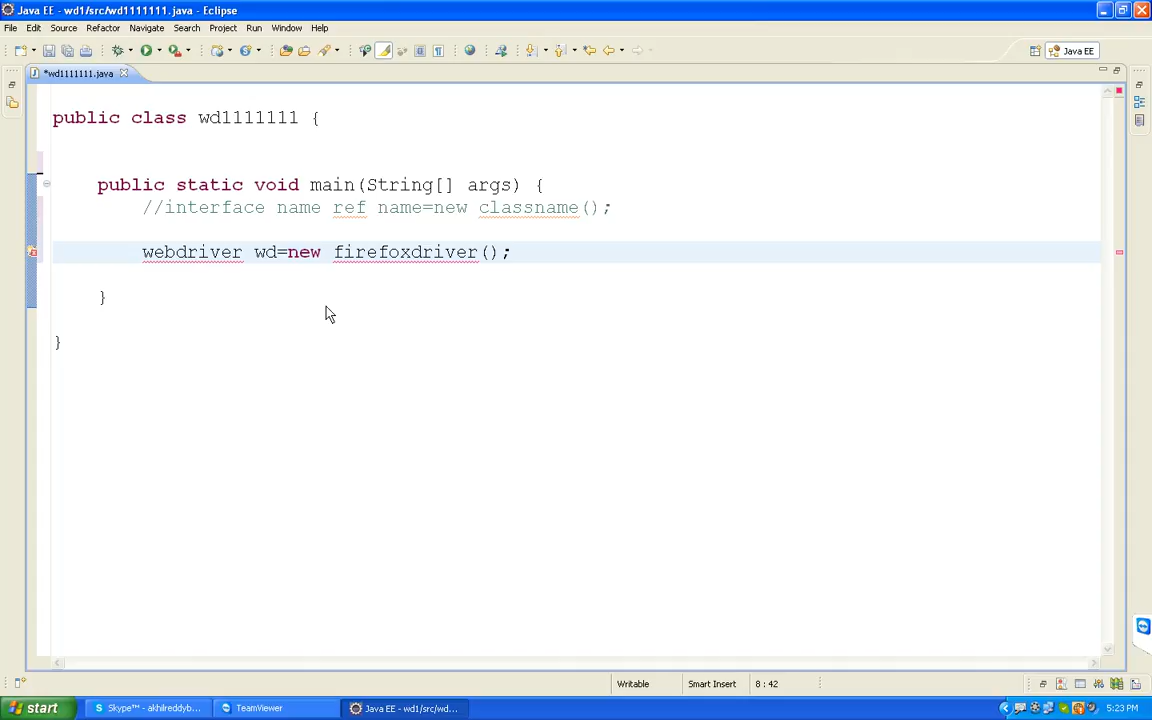 Java EE - wd1/src/wd1111111.java - Eclipse
File Edit Source Refactor Navigate Search Project Run Window Help
Java EE
*wd1111111.java
public class wd1111111 {
public static void main(String[] args) {
//interface name ref name=new classname();
webdriver wd=new firefoxdriver();
}
}
Writable Smart Insert 8 : 42
start Skype™ - akhilreddyb... TeamViewer Java EE - wd1/src/wd... 5:23 PM